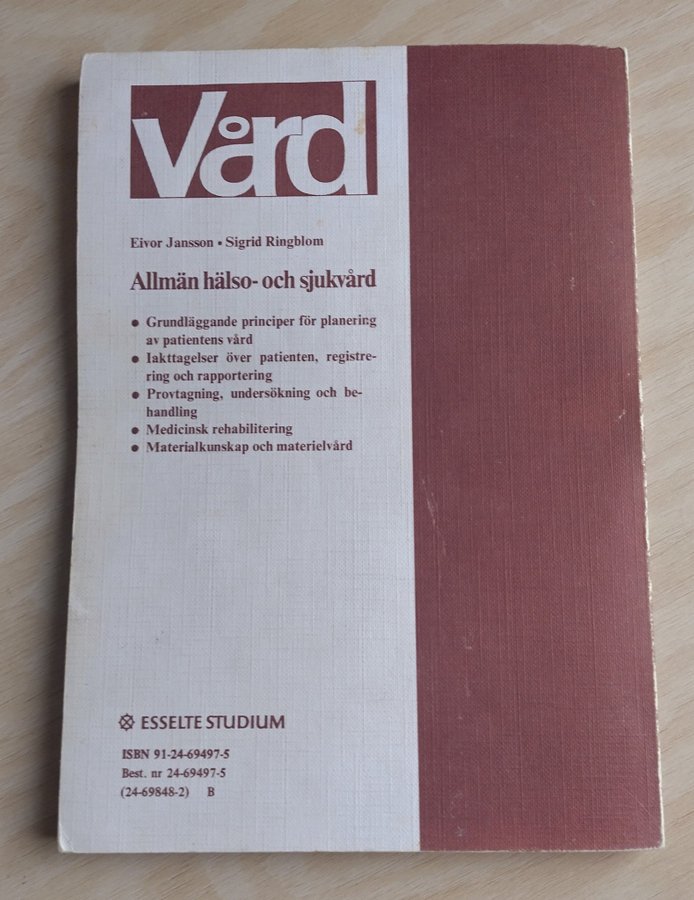 Vård
Eivor Jansson • Sigrid Ringblom
Allmän hälso- och sjukvård
• Grundläggande principer för planering
av patientens vård
• Iakttagelser över patienten, registre-
ring och rapportering
• Provtagning, undersökning och be-
handling
• Medicinsk rehabilitering
• Materialkunskap och materielvård
ESSELTE STUDIUM
ISBN 91-24-69497-5
Best. nr 24-69497-5
(24-69848-2) B